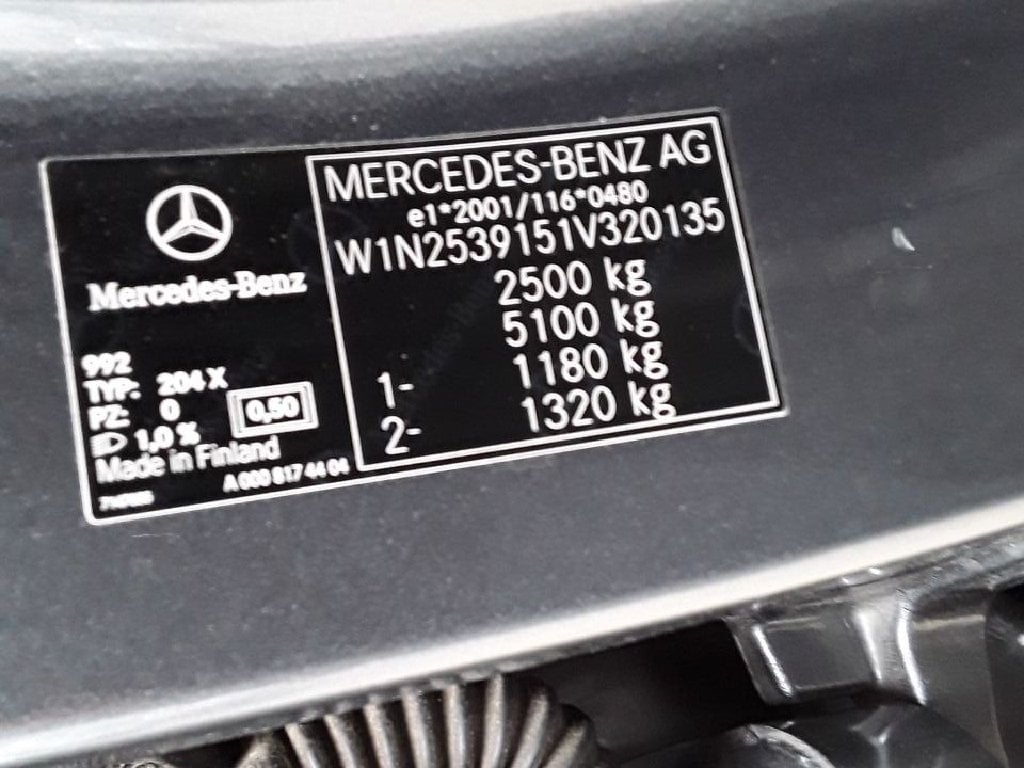 Mercedes-Benz
992
TYP: 204 X
PZ: 0
1,0 %
0,50
Made in Finland
A 000 817 44 04
MERCEDES-BENZ AG
e1*2001/116*0480
W1N2539151V320135
2500 kg
5100 kg
1- 1180 kg
2- 1320 kg